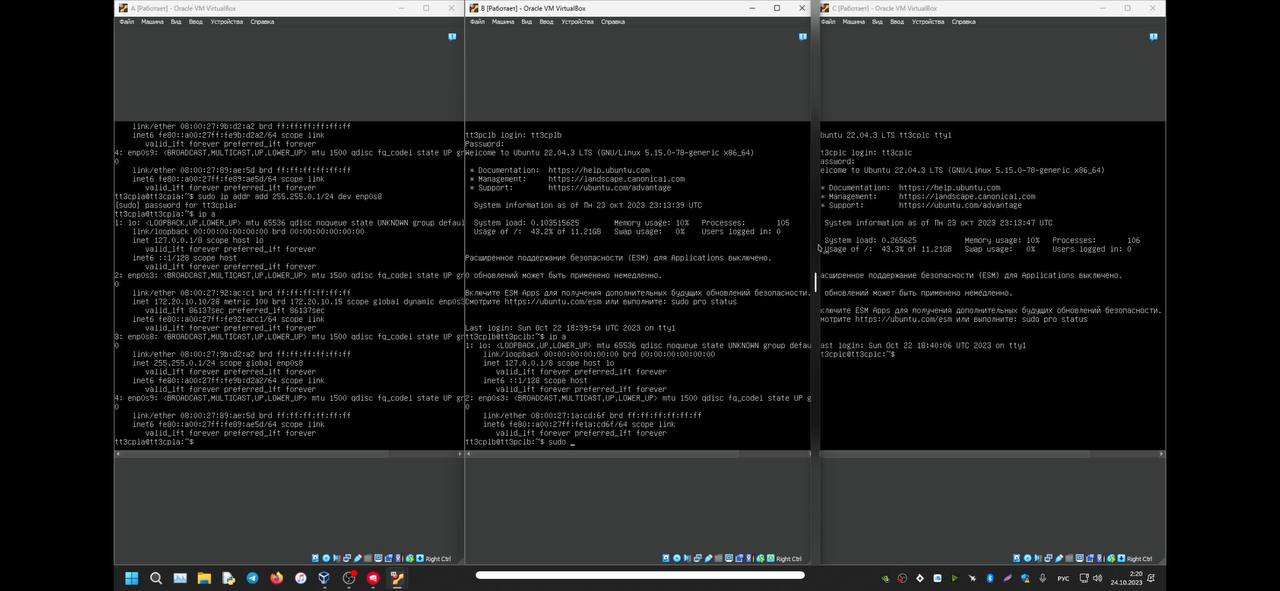 A [Работает] - Oracle VM VirtualBox
Файл Машина Вид Ввод Устройства Справка
link/ether 08:00:27:9b:d2:a2 brd ff:ff:ff:ff:ff:ff
inet6 fe80::a00:27ff:fe9b:d2a2/64 scope link
valid_lft forever preferred_lft forever
4: enp0s9: <BROADCAST,MULTICAST,UP,LOWER_UP> mtu 1500 qdisc fq_codel state UP gr
0
link/ether 08:00:27:89:ae:5d brd ff:ff:ff:ff:ff:ff
inet6 fe80::a00:27ff:fe89:ae5d/64 scope link
valid_lft forever preferred_lft forever
tt3cp1a@tt3cp1a:~$ sudo ip addr add 255.255.0.1/24 dev enp0s8
[sudo] password for tt3cp1a:
tt3cp1a@tt3cp1a:~$ ip a
1: lo: <LOOPBACK,UP,LOWER_UP> mtu 65536 qdisc noqueue state UNKNOWN group defaul
link/loopback 00:00:00:00:00:00 brd 00:00:00:00:00:00
inet 127.0.0.1/8 scope host lo
valid_lft forever preferred_lft forever
inet6 ::1/128 scope host
valid_lft forever preferred_lft forever
2: enp0s3: <BROADCAST,MULTICAST,UP,LOWER_UP> mtu 1500 qdisc fq_codel state UP gr
0
link/ether 08:00:27:92:ac:c1 brd ff:ff:ff:ff:ff:ff
inet 172.20.10.10/28 metric 100 brd 172.20.10.15 scope global dynamic enp0s3
valid_lft 86137sec preferred_lft 86137sec
inet6 fe80::a00:27ff:fe92:acc1/64 scope link
valid_lft forever preferred_lft forever
3: enp0s8: <BROADCAST,MULTICAST,UP,LOWER_UP> mtu 1500 qdisc fq_codel state UP gr
0
link/ether 08:00:27:9b:d2:a2 brd ff:ff:ff:ff:ff:ff
inet 255.255.0.1/24 scope global enp0s8
valid_lft forever preferred_lft forever
inet6 fe80::a00:27ff:fe9b:d2a2/64 scope link
valid_lft forever preferred_lft forever
4: enp0s9: <BROADCAST,MULTICAST,UP,LOWER_UP> mtu 1500 qdisc fq_codel state UP gr
0
link/ether 08:00:27:89:ae:5d brd ff:ff:ff:ff:ff:ff
inet6 fe80::a00:27ff:fe89:ae5d/64 scope link
valid_lft forever preferred_lft forever
tt3cp1a@tt3cp1a:~$
Right Ctrl
B [Работает] - Oracle VM VirtualBox
Файл Машина Вид Ввод Устройства Справка
tt3pc1b login: tt3cp1b
Password:
Welcome to Ubuntu 22.04.3 LTS (GNU/Linux 5.15.0-78-generic x86_64)
* Documentation: https://help.ubuntu.com
* Management: https://landscape.canonical.com
* Support: https://ubuntu.com/advantage
System information as of Пн 23 окт 2023 23:13:39 UTC
System load: 0.103515625 Memory usage: 10% Processes: 105
Usage of /: 43.2% of 11.21GB Swap usage: 0% Users logged in: 0
Расширенное поддержание безопасности (ESM) для Applications выключено.
0 обновлений может быть применено немедленно.
Включите ESM Apps для получения дополнительных будущих обновлений безопасности.
Смотрите https://ubuntu.com/esm или выполните: sudo pro status
Last login: Sun Oct 22 18:39:54 UTC 2023 on tty1
tt3cp1b@tt3pc1b:~$ ip a
1: lo: <LOOPBACK,UP,LOWER_UP> mtu 65536 qdisc noqueue state UNKNOWN group defau
link/loopback 00:00:00:00:00:00 brd 00:00:00:00:00:00
inet 127.0.0.1/8 scope host lo
valid_lft forever preferred_lft forever
inet6 ::1/128 scope host
valid_lft forever preferred_lft forever
2: enp0s3: <BROADCAST,MULTICAST,UP,LOWER_UP> mtu 1500 qdisc fq_codel state UP g
0
link/ether 08:00:27:1a:cd:6f brd ff:ff:ff:ff:ff:ff
inet6 fe80::a00:27ff:fe1a:cd6f/64 scope link
valid_lft forever preferred_lft forever
tt3cp1b@tt3pc1b:~$ sudo _
Right Ctrl
C [Работает] - Oracle VM VirtualBox
Файл Машина Вид Ввод Устройства Справка
buntu 22.04.3 LTS tt3cp1c tty1
t3cp1c login: tt3cp1c
assword:
elcome to Ubuntu 22.04.3 LTS (GNU/Linux 5.15.0-78-generic x86_64)
* Documentation: https://help.ubuntu.com
* Management: https://landscape.canonical.com
* Support: https://ubuntu.com/advantage
System information as of Пн 23 окт 2023 23:13:47 UTC
System load: 0.265625 Memory usage: 10% Processes: 106
Usage of /: 43.3% of 11.21GB Swap usage: 0% Users logged in: 0
асширенное поддержание безопасности (ESM) для Applications выключено.
обновлений может быть применено немедленно.
ключите ESM Apps для получения дополнительных будущих обновлений безопасности.
мотрите https://ubuntu.com/esm или выполните: sudo pro status
ast login: Sun Oct 22 18:40:06 UTC 2023 on tty1
t3cp1c@tt3cp1c:~$
Right Ctrl
РУС
2:20
24.10.2023